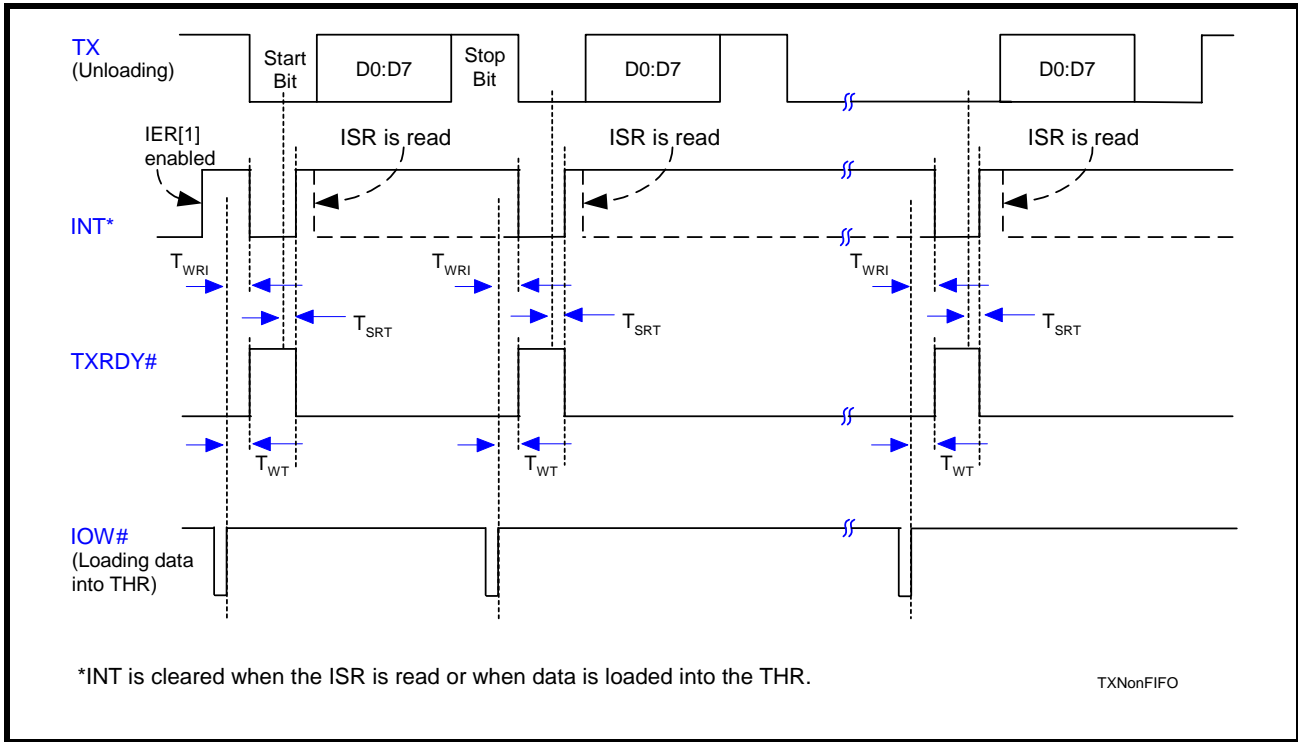 TX
(Unloading)
Start
Bit
D0:D7
Stop
Bit
D0:D7
D0:D7
IER[1]
enabled
ISR is read
ISR is read
ISR is read
INT*
TWRI
TWRI
TWRI
TSRT
TSRT
TSRT
TXRDY#
TWT
TWT
TWT
IOW#
(Loading data
into THR)
*INT is cleared when the ISR is read or when data is loaded into the THR.
TXNonFIFO